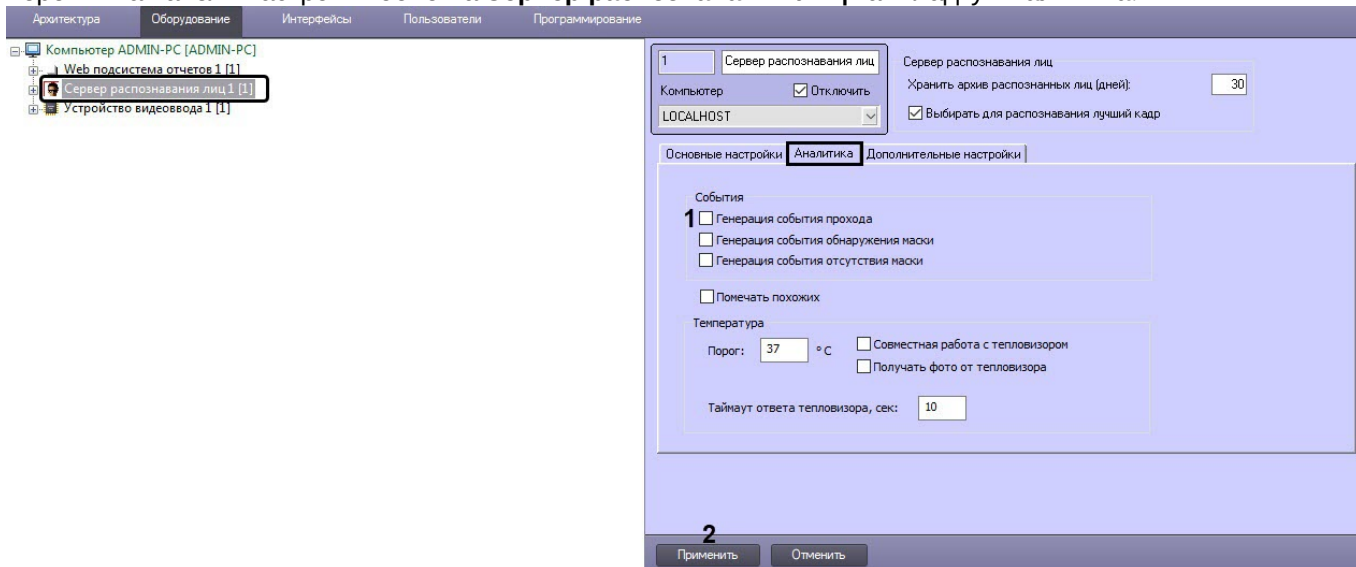 Архитектура Оборудование Интерфейсы Пользователи Программирование
Компьютер ADMIN-PC [ADMIN-PC]
Web подсистема отчетов 1 [1]
Сервер распознавания лиц 1 [1]
Устройство видеоввода 1 [1]
1 Сервер распознавания лиц
Компьютер Отключить
LOCALHOST
Сервер распознавания лиц
Хранить архив распознанных лиц (дней): 30
Выбирать для распознавания лучший кадр
Основные настройки Аналитика Дополнительные настройки
События
1 Генерация события прохода
Генерация события обнаружения маски
Генерация события отсутствия маски
Помечать похожих
Температура
Порог: 37 °C Совместная работа с тепловизором
Получать фото от тепловизора
Таймаут ответа тепловизора, сек: 10
2
Применить Отменить